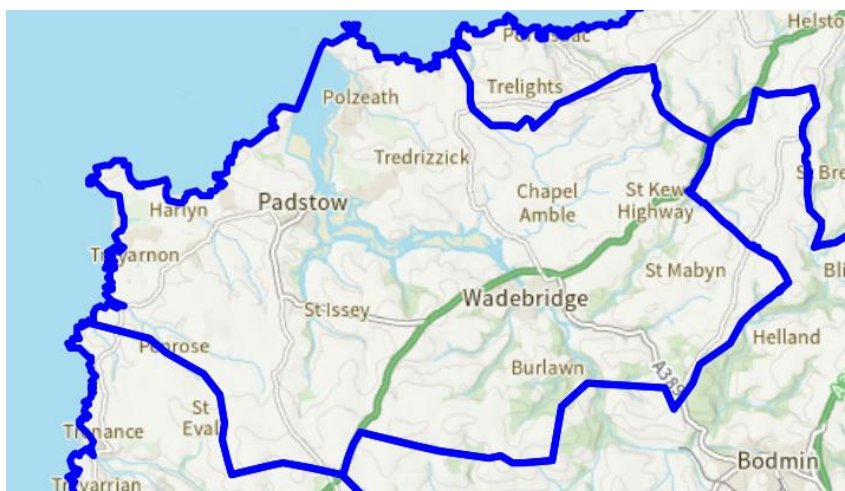 Helsto
Trelights
Polzeath
Tredrizzick
Chapel
Amble
St Kew
Highway
Padstow
Harlyn
St Mabyn
St Issey
Wadebridge
Helland
Burlawn
A389
St
Eval
Bodmin